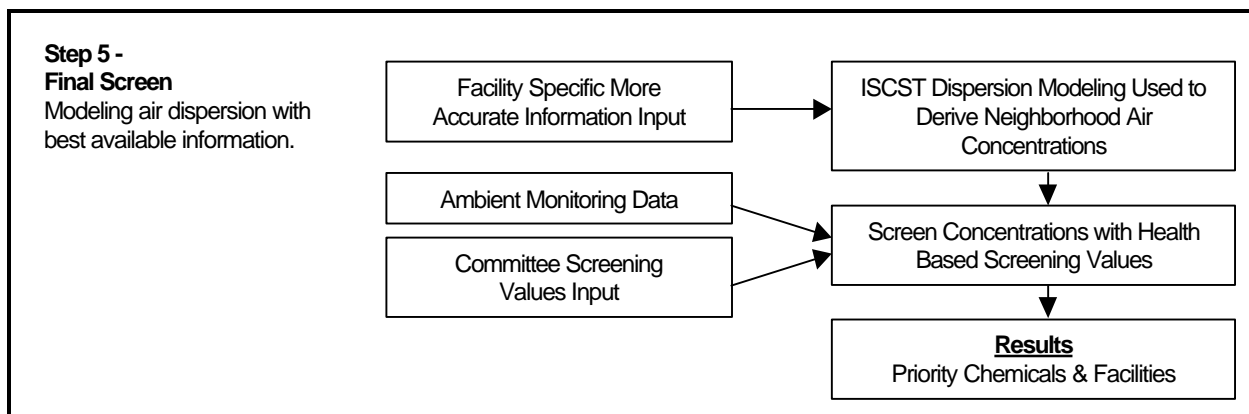 Step 5 -
Final Screen
Modeling air dispersion with
best available information.
Facility Specific More
Accurate Information Input
ISCST Dispersion Modeling Used to
Derive Neighborhood Air
Concentrations
Ambient Monitoring Data
Committee Screening
Values Input
Screen Concentrations with Health
Based Screening Values
Results
Priority Chemicals & Facilities